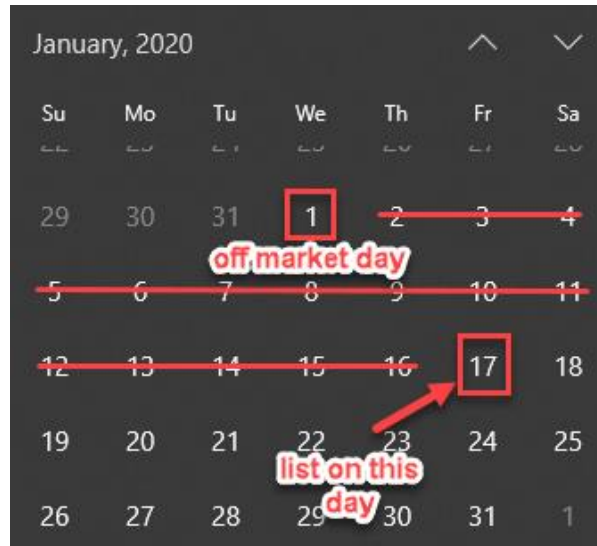 January, 2020
Su Mo Tu We Th Fr Sa
29 30 31 1 2 3 4
off market day
5 6 7 8 9 10 11
12 13 14 15 16 17 18
19 20 21 22 23 24 25
list on this
day
26 27 28 29 30 31 1